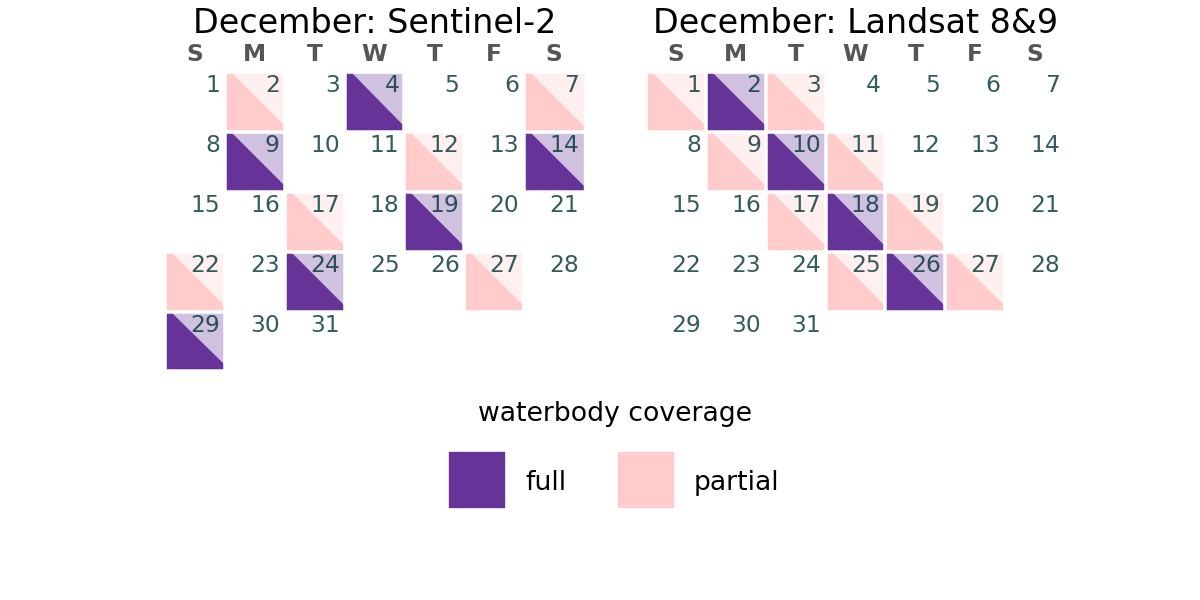 December: Sentinel-2
S M T W T F S
1 2 3 4 5 6 7
8 9 10 11 12 13 14
15 16 17 18 19 20 21
22 23 24 25 26 27 28
29 30 31
December: Landsat 8&9
S M T W T F S
1 2 3 4 5 6 7
8 9 10 11 12 13 14
15 16 17 18 19 20 21
22 23 24 25 26 27 28
29 30 31
waterbody coverage
full
partial